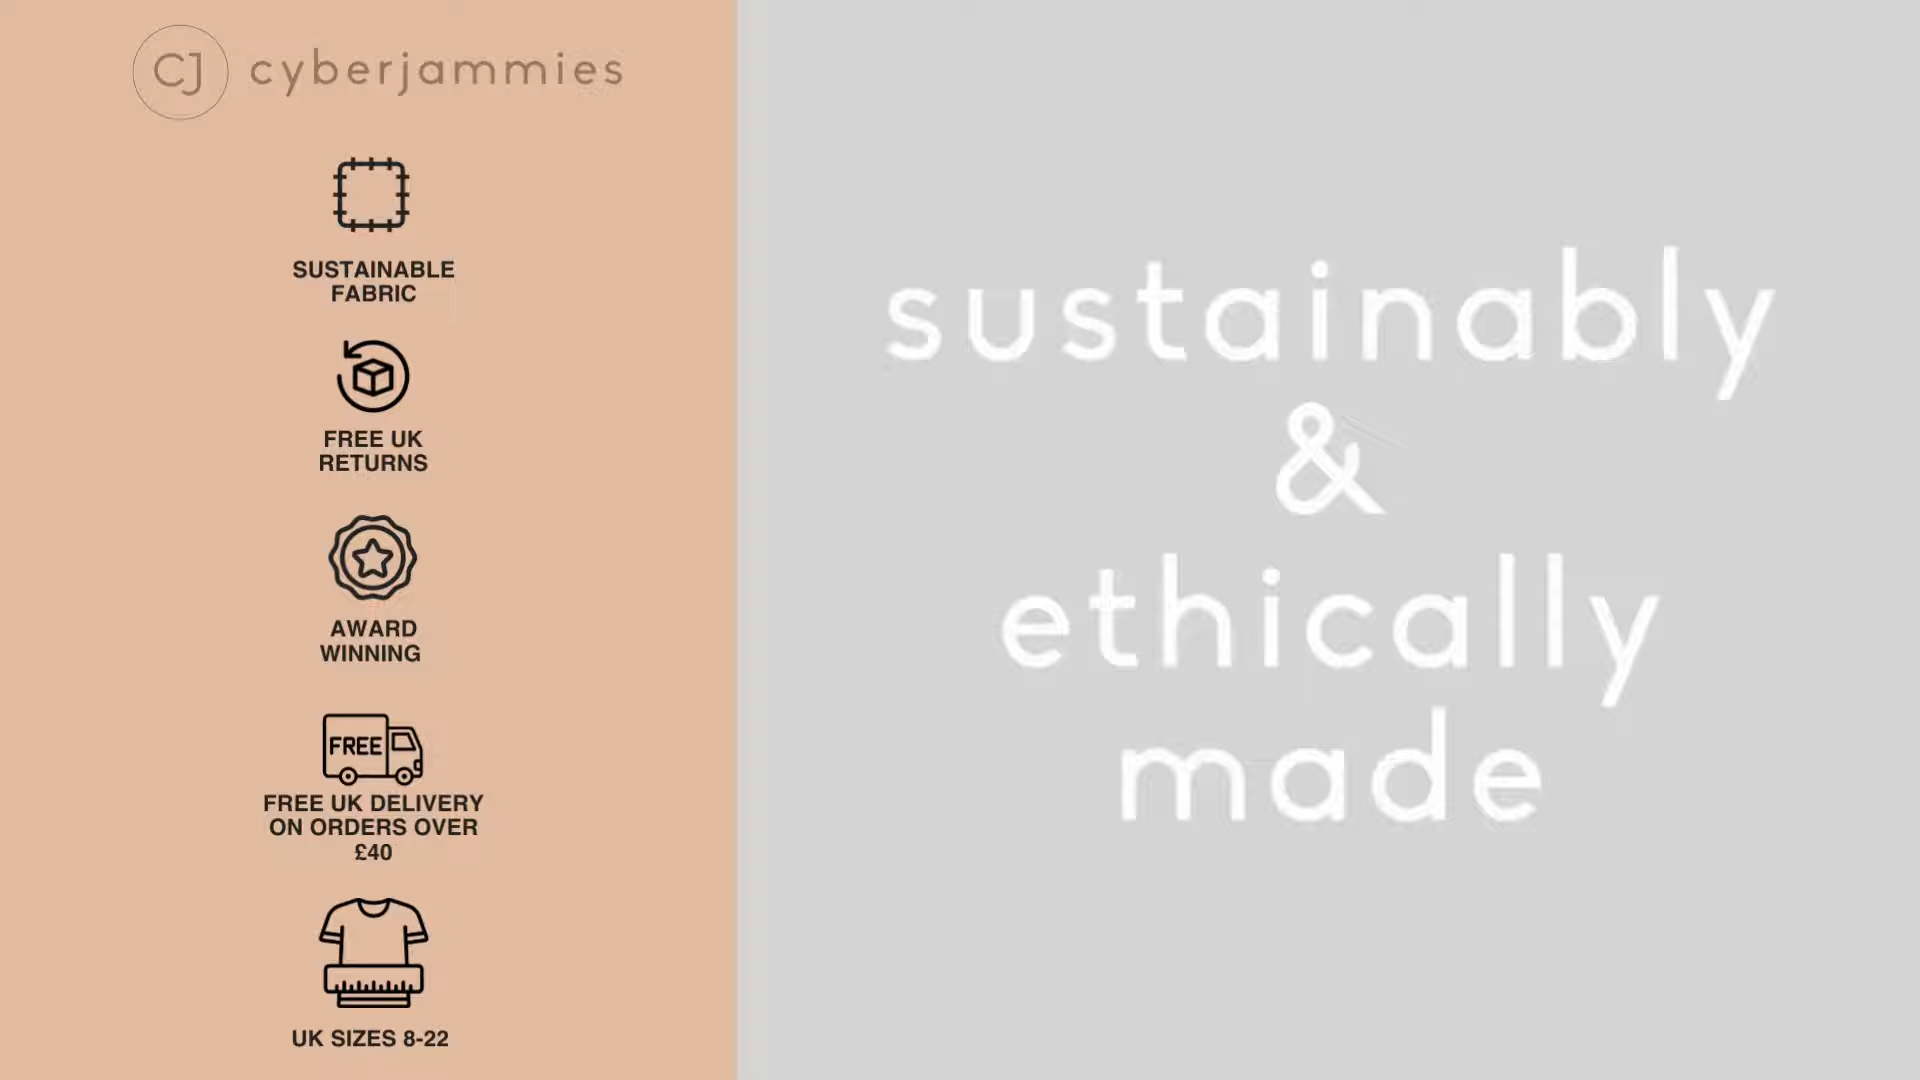 CJ cyberjammies
SUSTAINABLE
FABRIC
FREE UK
RETURNS
AWARD
WINNING
FREE
FREE UK DELIVERY
ON ORDERS OVER
£40
UK SIZES 8-22
sustainably
&
ethically
made